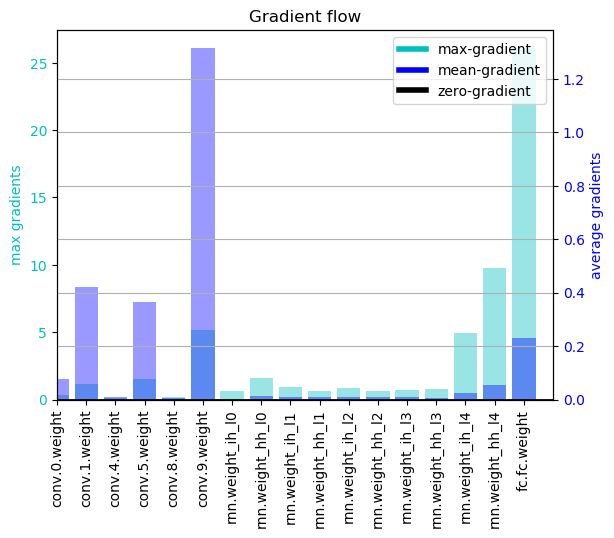 Gradient flow
max-gradient
mean-gradient
zero-gradient
25
20
15
10
5
0
max gradients
1.2
1.0
0.8
0.6
0.4
0.2
0.0
average gradients
conv.0.weight
conv.1.weight
conv.4.weight
conv.5.weight
conv.8.weight
conv.9.weight
rnn.weight_ih_l0
rnn.weight_hh_l0
rnn.weight_ih_l1
rnn.weight_hh_l1
rnn.weight_ih_l2
rnn.weight_hh_l2
rnn.weight_ih_l3
rnn.weight_hh_l3
rnn.weight_ih_l4
rnn.weight_hh_l4
fc.fc.weight